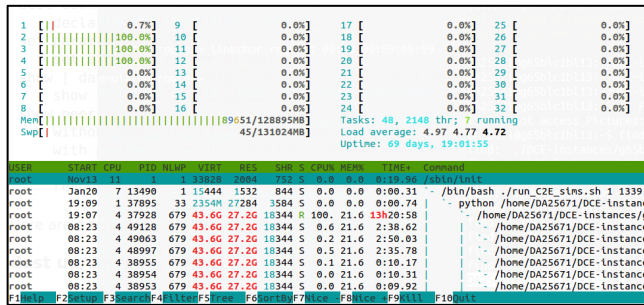 1 [|| 0.7%] 9 [ 0.0%] 17 [ 0.0%] 25 [ 0.0%]
2 [||||||||||||100.0%] 10 [ 0.0%] 18 [ 0.0%] 26 [ 0.0%]
3 [||||||||||||100.0%] 11 [ 0.0%] 19 [ 0.0%] 27 [ 0.0%]
4 [||||||||||||100.0%] 12 [ 0.0%] 20 [ 0.0%] 28 [ 0.0%]
5 [ 0.0%] 13 [ 0.0%] 21 [ 0.0%] 29 [ 0.0%]
6 [ 0.0%] 14 [ 0.0%] 22 [ 0.0%] 30 [ 0.0%]
7 [ 0.0%] 15 [ 0.0%] 23 [ 0.0%] 31 [ 0.0%]
8 [ 0.0%] 16 [ 0.0%] 24 [ 0.0%] 32 [ 0.0%]
Mem[||||||||||||||||||||||||||||||89651/128895MB] Tasks: 48, 2148 thr; 7 running
Swp[| 45/131024MB] Load average: 4.97 4.77 4.72
Uptime: 69 days, 19:01:55
USER START CPU PID NLWP VIRT RES SHR S CPU% MEM% TIME+ Command
root Nov13 11 1 1 33828 2004 752 S 0.0 0.0 0:19.96 /sbin/init
root Jan20 7 13490 1 15444 1532 844 S 0.0 0.0 0:00.31 `- /bin/bash ./run_C2E_sims.sh 1 1339
root 19:09 1 37895 33 2354M 27284 3584 S 0.0 0.0 0:00.74 | `- python /home/DA25671/DCE-instance
root 19:07 4 37928 679 43.6G 27.2G 18344 R 100. 21.6 13h20:58 | `- /home/DA25671/DCE-instances/
root 08:23 4 49128 679 43.6G 27.2G 18344 S 0.6 21.6 2:38.62 | `- /home/DA25671/DCE-instanc
root 08:23 4 49063 679 43.6G 27.2G 18344 S 0.2 21.6 2:50.03 | `- /home/DA25671/DCE-instanc
root 08:23 4 48997 679 43.6G 27.2G 18344 S 0.5 21.6 2:35.78 | `- /home/DA25671/DCE-instanc
root 08:23 4 38955 679 43.6G 27.2G 18344 S 0.1 21.6 0:10.17 | `- /home/DA25671/DCE-instanc
root 08:23 4 38954 679 43.6G 27.2G 18344 S 0.0 21.6 0:10.31 | `- /home/DA25671/DCE-instanc
root 08:23 4 38953 679 43.6G 27.2G 18344 S 0.0 21.6 0:09.92 | `- /home/DA25671/DCE-instanc
F1Help F2Setup F3SearchF4FilterF5Tree F6SortByF7Nice -F8Nice +F9Kill F10Quit